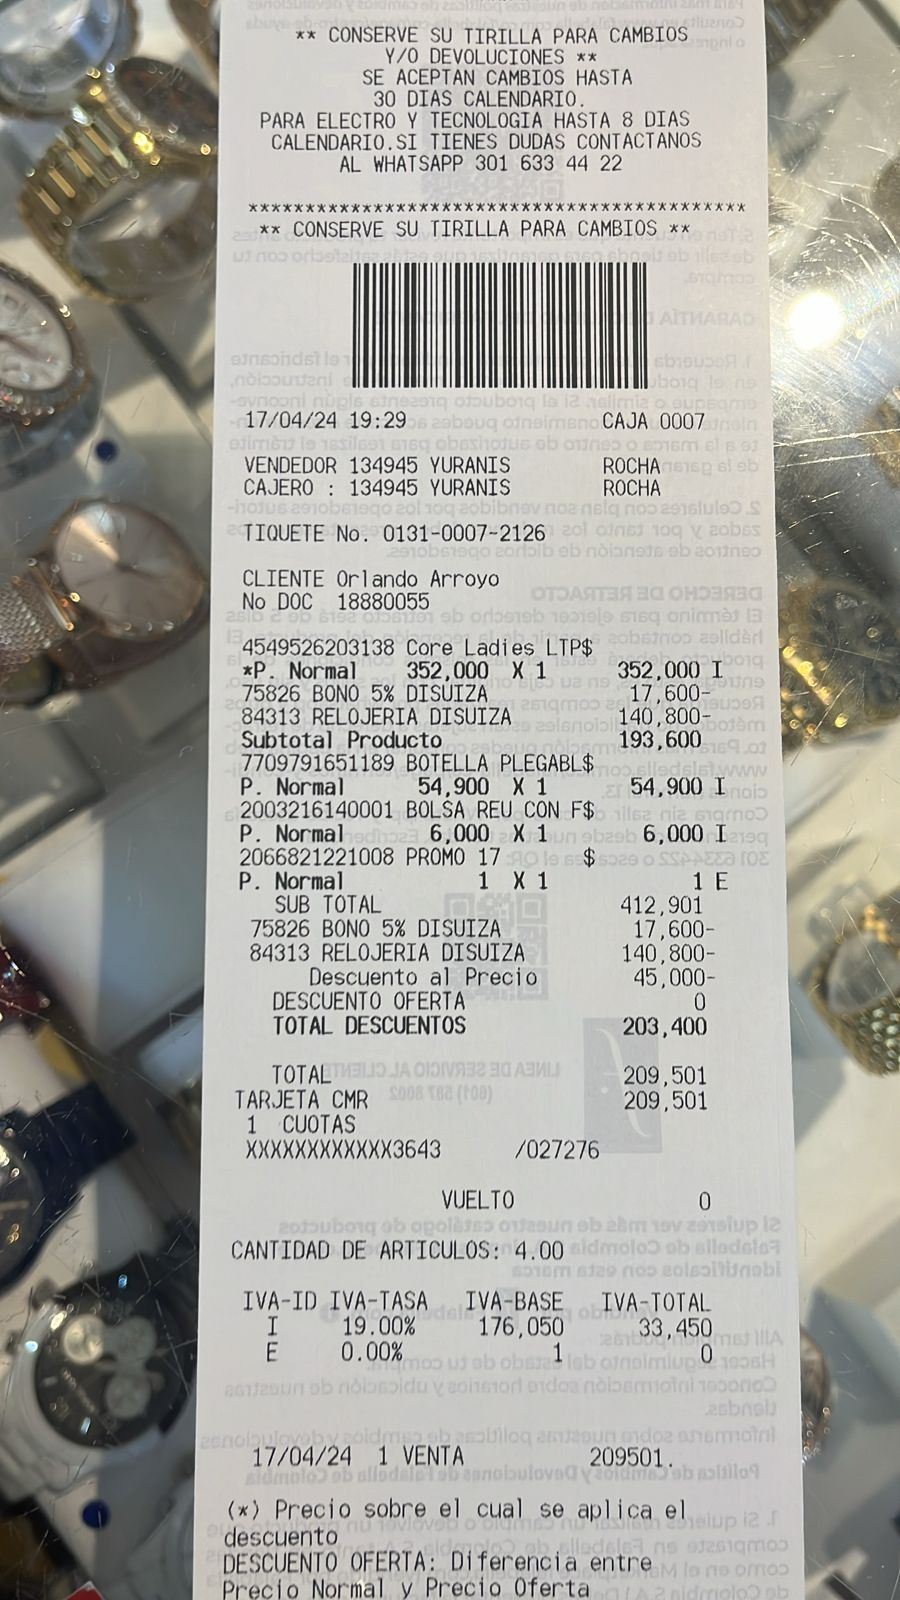 ** CONSERVE SU TIRILLA PARA CAMBIOS
Y/O DEVOLUCIONES **
SE ACEPTAN CAMBIOS HASTA
30 DIAS CALENDARIO.
PARA ELECTRO Y TECNOLOGIA HASTA 8 DIAS
CALENDARIO.SI TIENES DUDAS CONTACTANOS
AL WHATSAPP 301 633 44 22
********************************************
** CONSERVE SU TIRILLA PARA CAMBIOS **
17/04/24 19:29 CAJA 0007
VENDEDOR 134945 YURANIS ROCHA
CAJERO : 134945 YURANIS ROCHA
TIQUETE No. 0131-0007-2126
CLIENTE Orlando Arroyo
No DOC 18880055
4549526203138 Core Ladies LTP$
*P. Normal 352,000 X 1 352,000 I
75826 BONO 5% DISUIZA 17,600-
84313 RELOJERIA DISUIZA 140,800-
Subtotal Producto 193,600
7709791651189 BOTELLA PLEGABL$
P. Normal 54,900 X 1 54,900 I
2003216140001 BOLSA REU CON F$
P. Normal 6,000 X 1 6,000 I
2066821221008 PROMO 17 $
P. Normal 1 X 1 1 E
SUB TOTAL 412,901
75826 BONO 5% DISUIZA 17,600-
84313 RELOJERIA DISUIZA 140,800-
Descuento al Precio 45,000-
DESCUENTO OFERTA 0
TOTAL DESCUENTOS 203,400
TOTAL 209,501
TARJETA CMR 209,501
1 CUOTAS
XXXXXXXXXXXX3643 /027276
VUELTO 0
CANTIDAD DE ARTICULOS: 4.00
IVA-ID IVA-TASA IVA-BASE IVA-TOTAL
I 19.00% 176,050 33,450
E 0.00% 1 0
17/04/24 1 VENTA 209501.
(*) Precio sobre el cual se aplica el
descuento
DESCUENTO OFERTA: Diferencia entre
Precio Normal y Precio Oferta